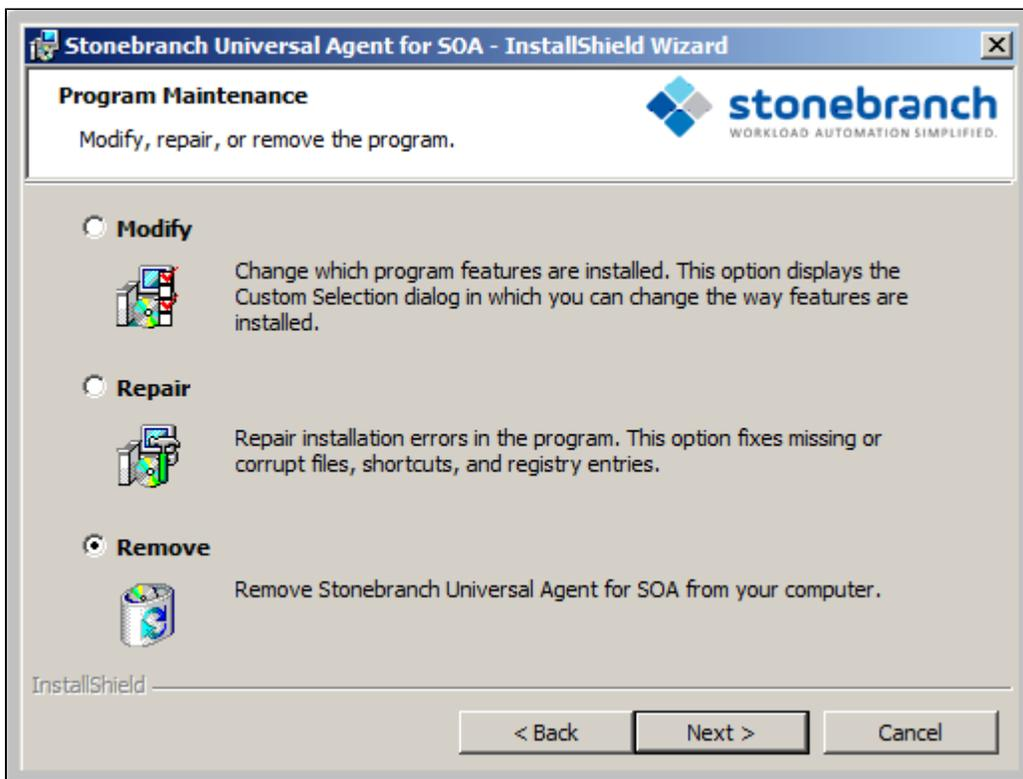 Stonebranch Universal Agent for SOA - InstallShield Wizard
Program Maintenance
Modify, repair, or remove the program.
stonebranch
WORKLOAD AUTOMATION SIMPLIFIED.
Modify
Change which program features are installed. This option displays the
Custom Selection dialog in which you can change the way features are
installed.
Repair
Repair installation errors in the program. This option fixes missing or
corrupt files, shortcuts, and registry entries.
Remove
Remove Stonebranch Universal Agent for SOA from your computer.
InstallShield
< Back
Next >
Cancel